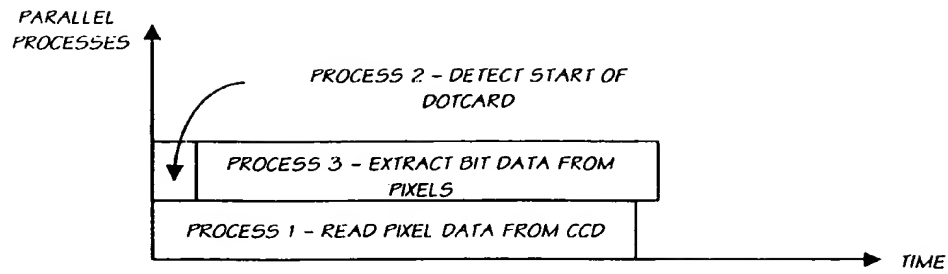 PARALLEL
PROCESSES
PROCESS 2 - DETECT START OF
DOTCARD
PROCESS 3 - EXTRACT BIT DATA FROM
PIXELS
PROCESS 1 - READ PIXEL DATA FROM CCD
TIME